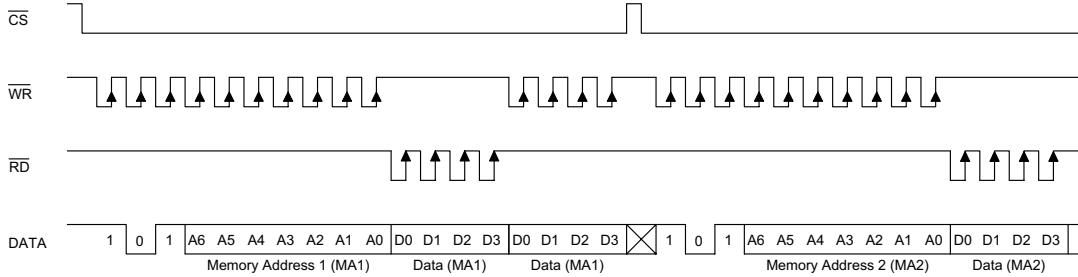 CS
WR
RD
DATA 1 0 1 A6 A5 A4 A3 A2 A1 A0 D0 D1 D2 D3 D0 D1 D2 D3 1 0 1 A6 A5 A4 A3 A2 A1 A0 D0 D1 D2 D3
Memory Address 1 (MA1) Data (MA1) Data (MA1) Memory Address 2 (MA2) Data (MA2)